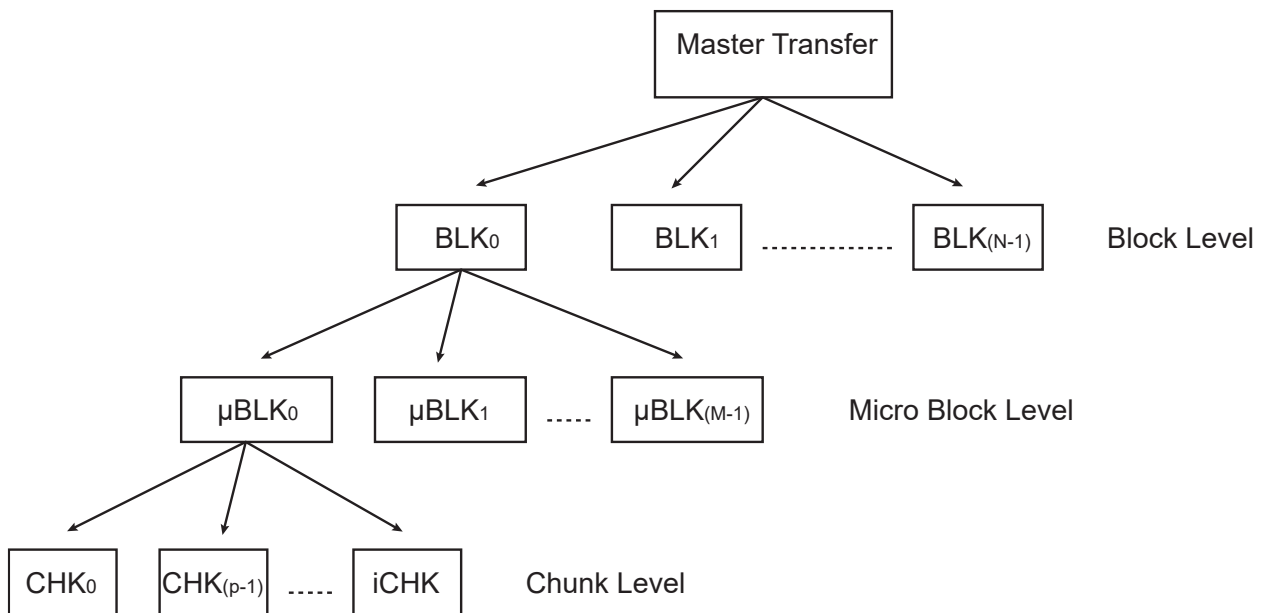 Master Transfer
BLK0 BLK1 BLK(N-1) Block Level
µBLK0 µBLK1 µBLK(M-1) Micro Block Level
CHK0 CHK(p-1) iCHK Chunk Level